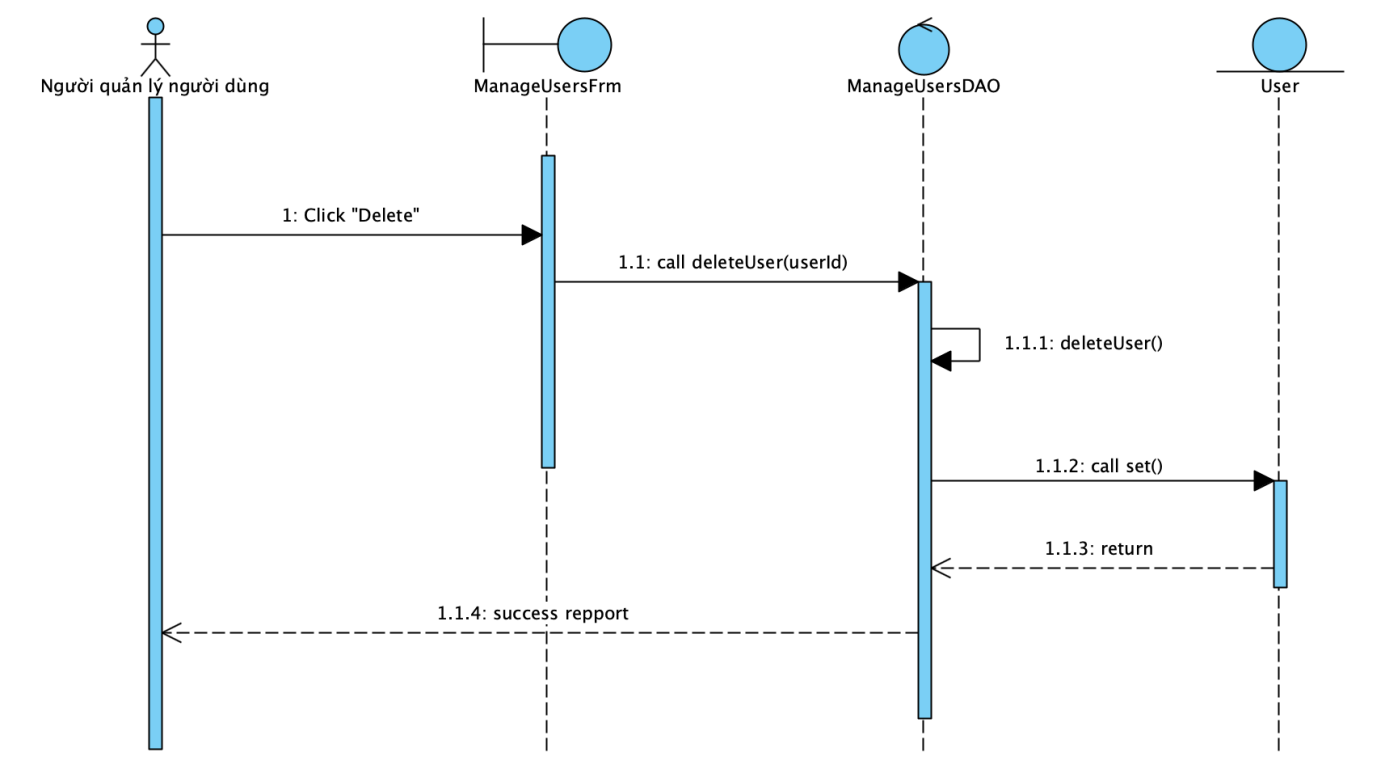 Người quản lý người dùng
ManageUsersFrm
ManageUsersDAO
User
1: Click "Delete"
1.1: call deleteUser(userId)
1.1.1: deleteUser()
1.1.2: call set()
1.1.3: return
1.1.4: success repport